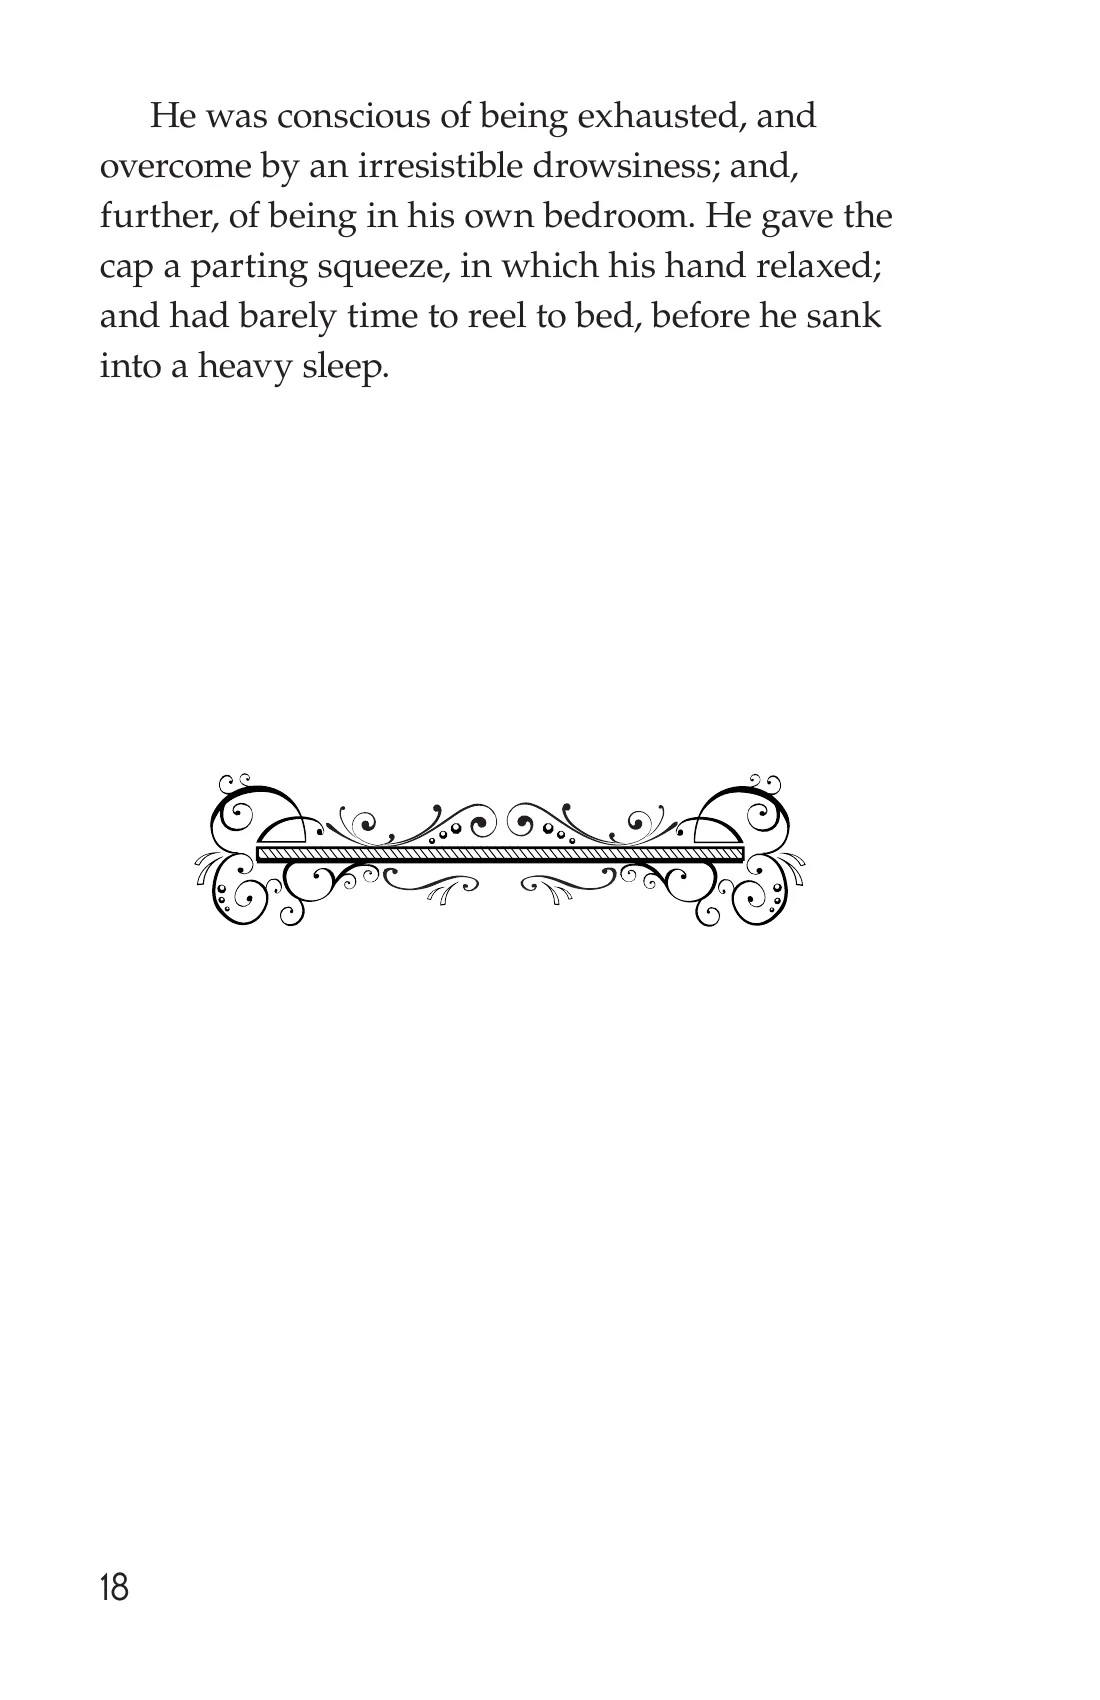 He was conscious of being exhausted, and
overcome by an irresistible drowsiness; and,
further, of being in his own bedroom. He gave the
cap a parting squeeze, in which his hand relaxed;
and had barely time to reel to bed, before he sank
into a heavy sleep.
18